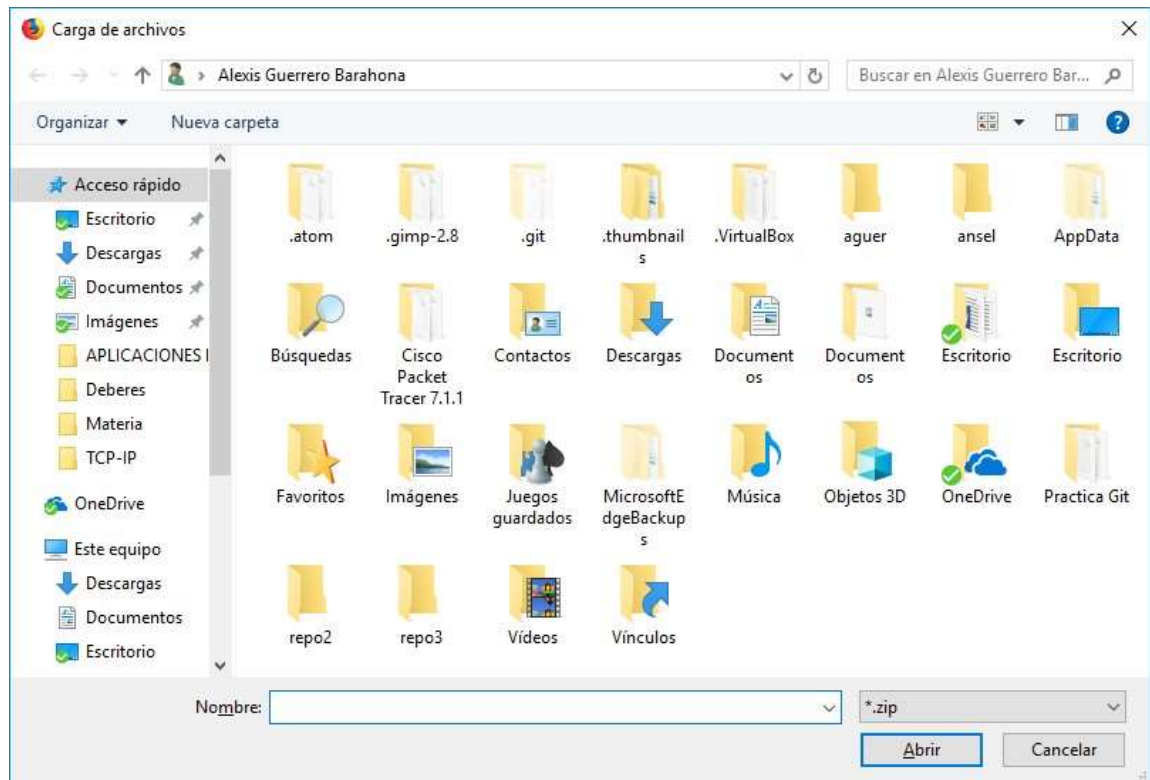 Carga de archivos
Alexis Guerrero Barahona
Buscar en Alexis Guerrero Bar...
Organizar
Nueva carpeta
?
Acceso rápido
Escritorio
Descargas
Documentos
Imágenes
APLICACIONES I
Deberes
Materia
TCP-IP
OneDrive
Este equipo
Descargas
Documentos
Escritorio
.atom
.gimp-2.8
.git
.thumbnail
s
.VirtualBox
aguer
ansel
AppData
Búsquedas
Cisco
Packet
Tracer 7.1.1
Contactos
Descargas
Document
os
Document
os
Escritorio
Escritorio
Favoritos
Imágenes
Juegos
guardados
MicrosoftE
dgeBackup
s
Música
Objetos 3D
OneDrive
Practica Git
repo2
repo3
Vídeos
Vínculos
Nombre:
*.zip
Abrir
Cancelar